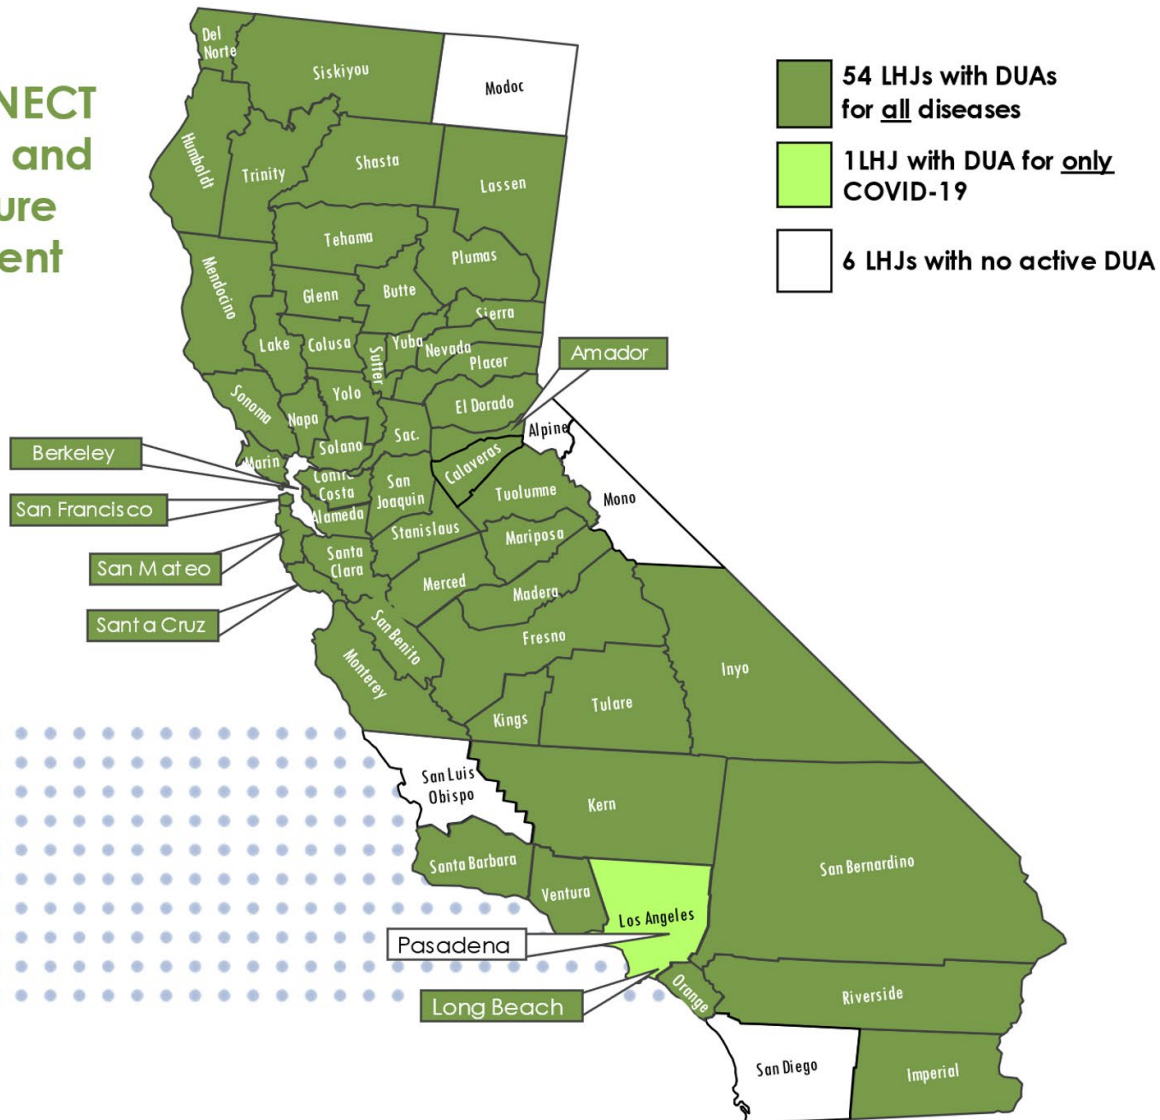 NECT
and
ure
ent
54 LHJs with DUAs
for all diseases
1LHJ with DUA for only
COVID-19
6 LHJs with no active DUA
Del
Norte
Siskiyou
Modoc
Humboldt
Trinity
Shasta
Lassen
Tehama
Plumas
Mendocino
Glenn
Butte
Sierra
Lake
Colusa
Sutter
Yuba
Nevada
Placer
Amador
Sonoma
Napa
Yolo
El Dorado
Solano
Sac.
Alpine
Berkeley
Marin
Contra
Costa
San
Joaquin
Calaveras
Tuolumne
Mono
San Francisco
Alameda
Stanislaus
Mariposa
San Mateo
Santa
Clara
Merced
Madera
Santa Cruz
San Benito
Fresno
Monterey
Inyo
Kings
Tulare
San Luis
Obispo
Kern
Santa Barbara
Ventura
San Bernardino
Los Angeles
Pasadena
Long Beach
Orange
Riverside
San Diego
Imperial